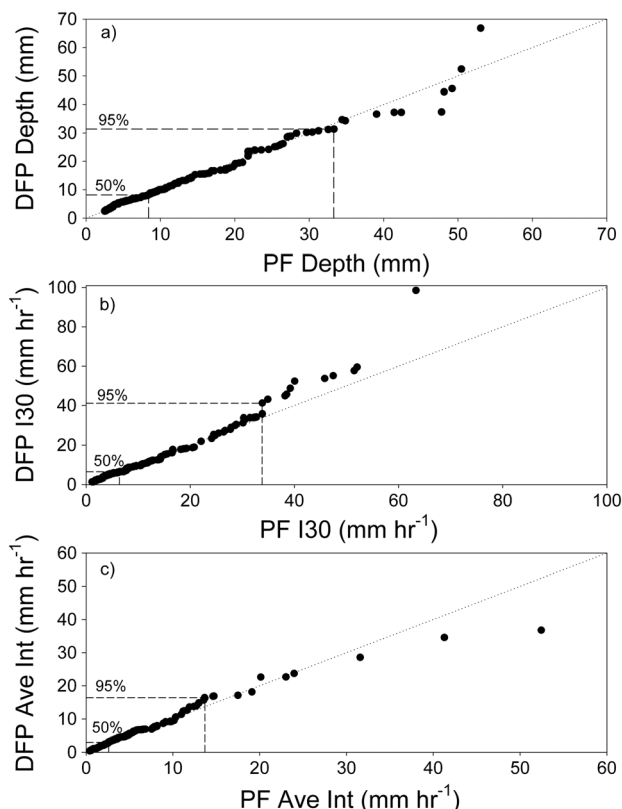 a)
DFP Depth (mm)
70
60
50
40
30
20
10
0
95%
50%
0 10 20 30 40 50 60 70
PF Depth (mm)
b)
DFP I30 (mm hr⁻¹)
100
80
60
40
20
0
95%
50%
0 20 40 60 80 100
PF I30 (mm hr⁻¹)
c)
DFP Ave Int (mm hr⁻¹)
60
50
40
30
20
10
0
95%
50%
0 10 20 30 40 50 60
PF Ave Int (mm hr⁻¹)